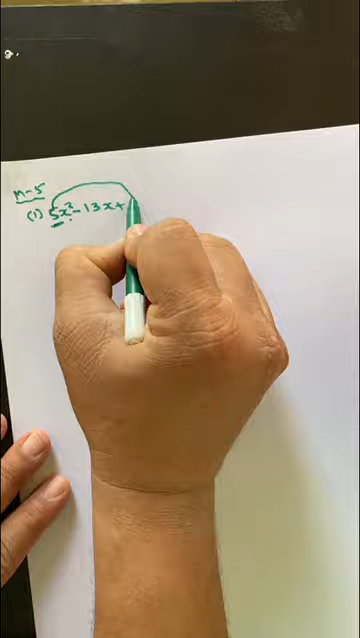 M-5
(1) 5x² - 13x +